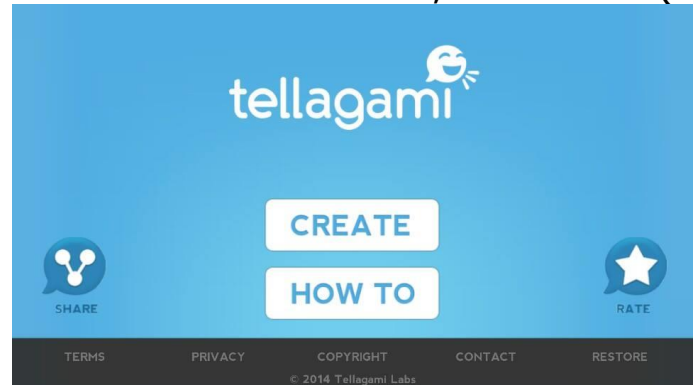 tellagami
CREATE
HOW TO
SHARE
RATE
TERMS PRIVACY COPYRIGHT CONTACT RESTORE
© 2014 Tellagami Labs